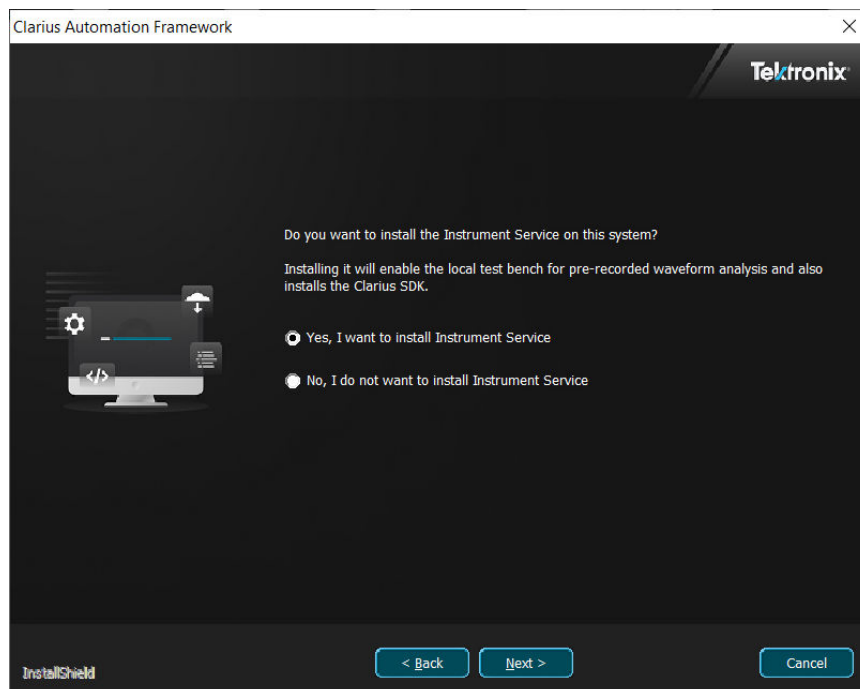 Clarius Automation Framework
Tektronix
Do you want to install the Instrument Service on this system?
Installing it will enable the local test bench for pre-recorded waveform analysis and also
installs the Clarius SDK.
</>
Yes, I want to install Instrument Service
No, I do not want to install Instrument Service
InstallShield
< Back
Next >
Cancel